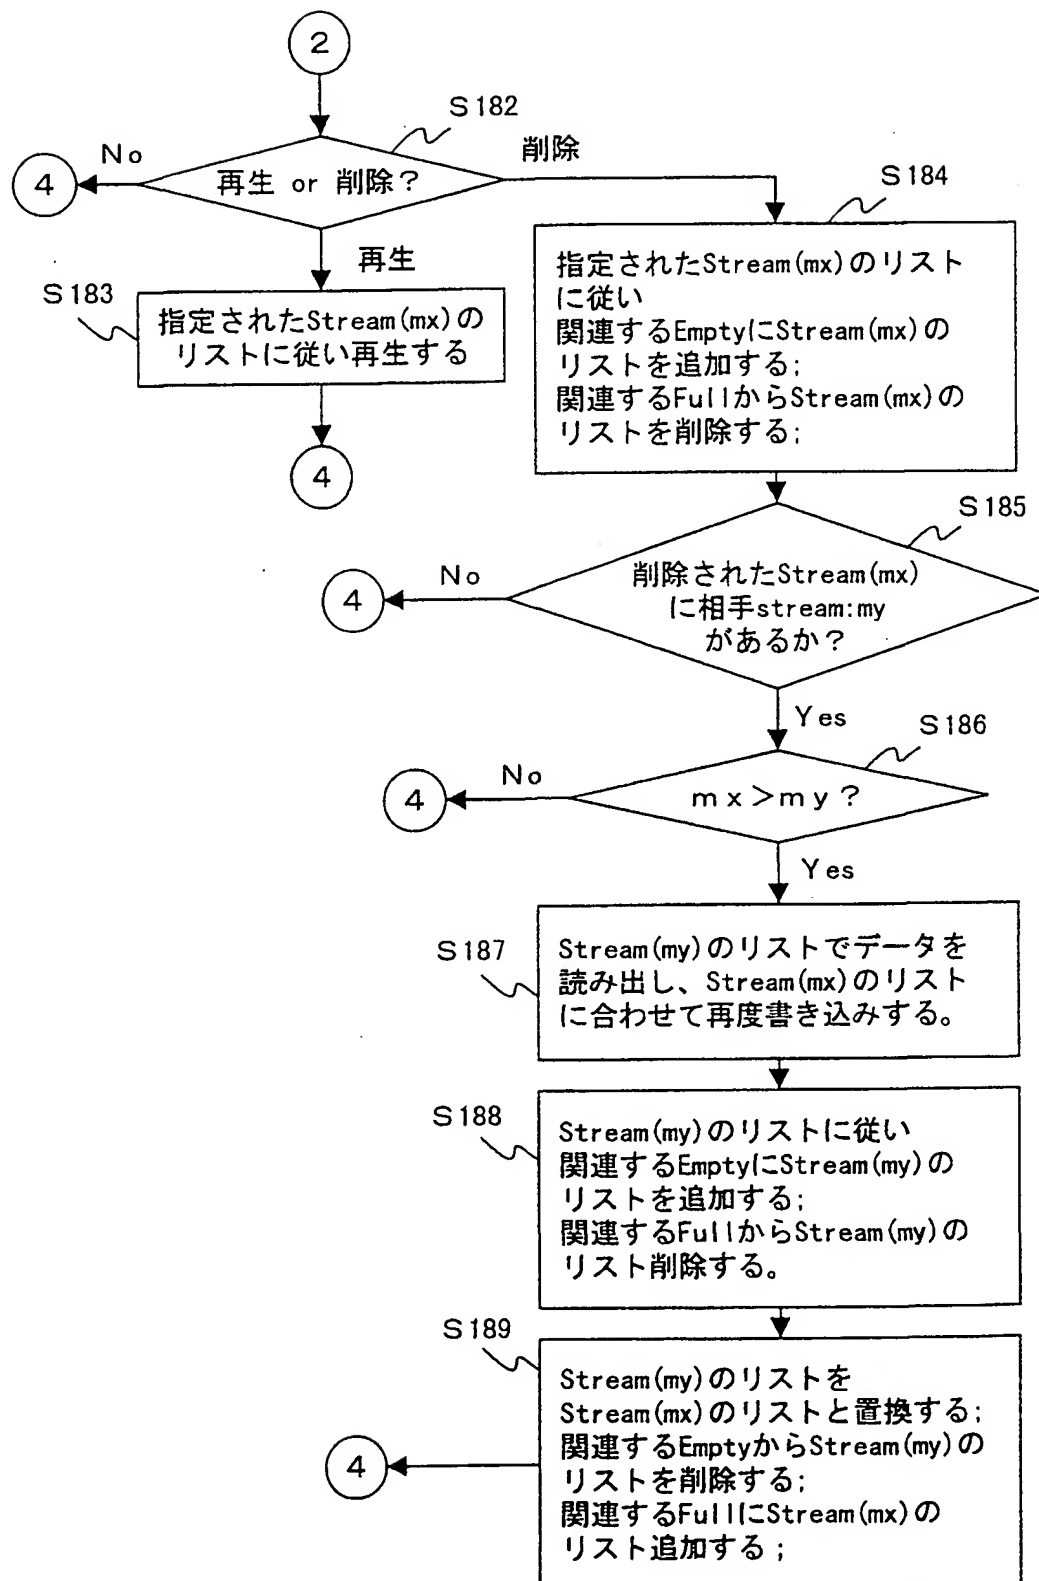 2
S182
No
削除
4
再生 or 削除?
S184
再生
S183
指定されたStream(mx)の
リストに従い再生する
4
指定されたStream(mx)のリスト
に従い
関連するEmptyにStream(mx)の
リストを追加する;
関連するFullからStream(mx)の
リストを削除する;
S185
No
4
削除されたStream(mx)
に相手stream:my
があるか?
Yes
S186
No
4
mx>my?
Yes
S187
Stream(my)のリストでデータを
読み出し、Stream(mx)のリスト
に合わせて再度書き込みする。
S188
Stream(my)のリストに従い
関連するEmptyにStream(my)の
リストを追加する;
関連するFullからStream(my)の
リスト削除する。
S189
Stream(my)のリストを
Stream(mx)のリストと置換する;
関連するEmptyからStream(my)の
リストを削除する;
関連するFullにStream(mx)の
リスト追加する;
4